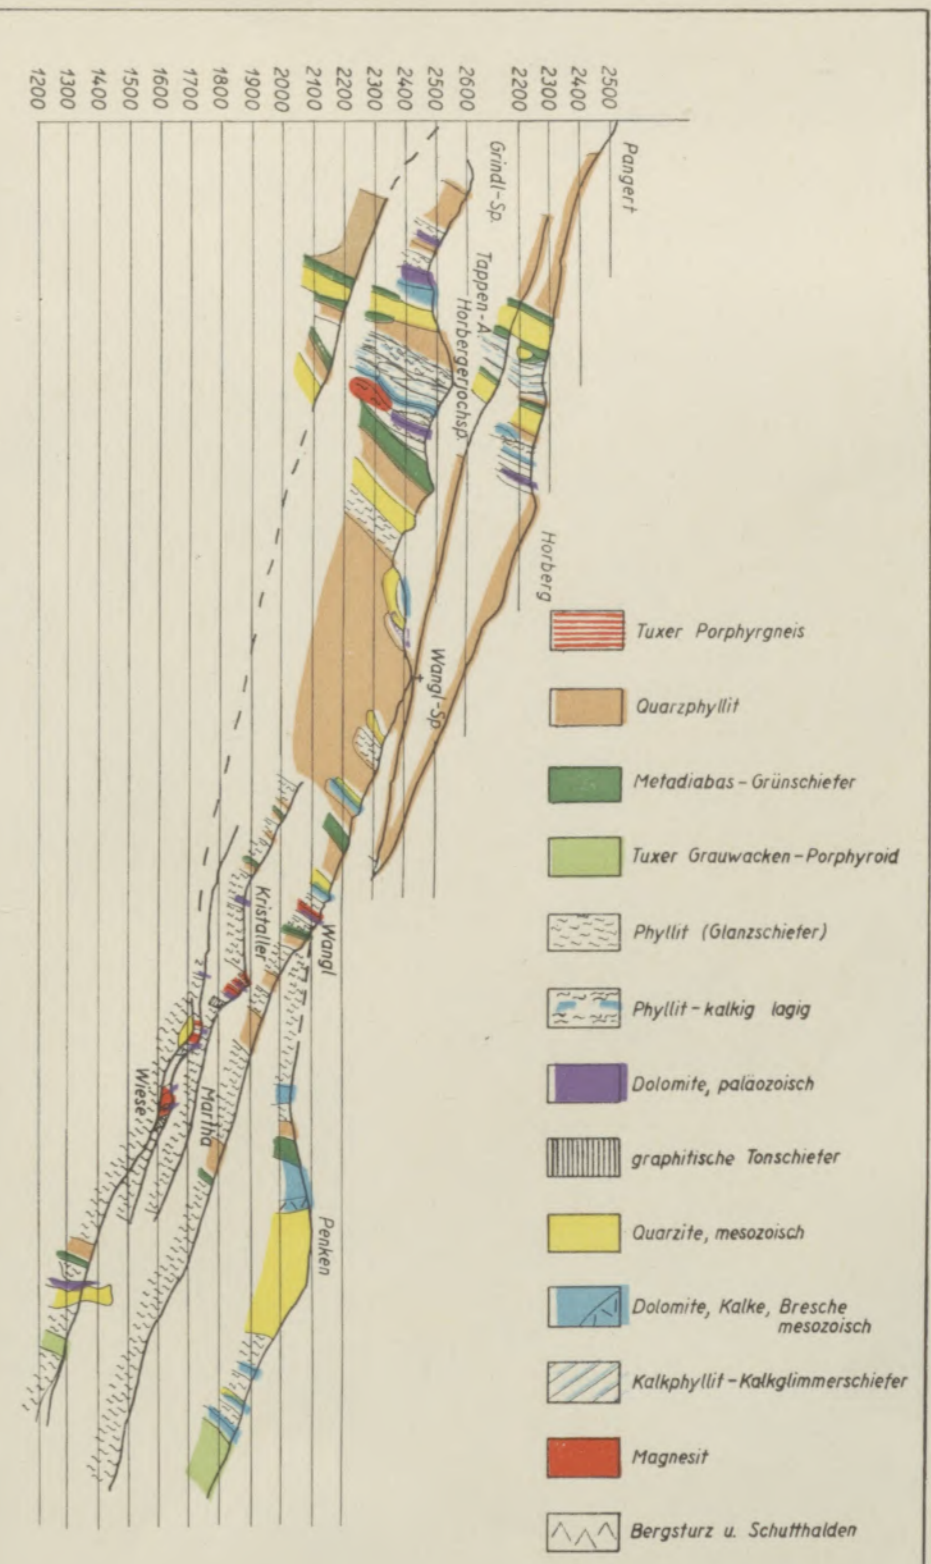 1200
1300
1400
1500
1600
1700
1800
1900
2000
2100
2200
2300
2400
2500
2600
2200
2300
2400
2500
Pangert
Grindl-Sp.
Tappen-A.
Horbergerjochsp.
Horberg
Wangl-Sp
Kristaller
Wangl
Wiese
Martha
Penken
Tuxer Porphyrgneis
Quarzphyllit
Metadiabas-Grünschiefer
Tuxer Grauwacken-Porphyroid
Phyllit (Glanzschiefer)
Phyllit-kalkig lagig
Dolomite, paläozoisch
graphitische Tonschiefer
Quarzite, mesozoisch
Dolomite, Kalke, Bresche
mesozoisch
Kalkphyllit-Kalkglimmerschiefer
Magnesit
Bergsturz u. Schutthalden